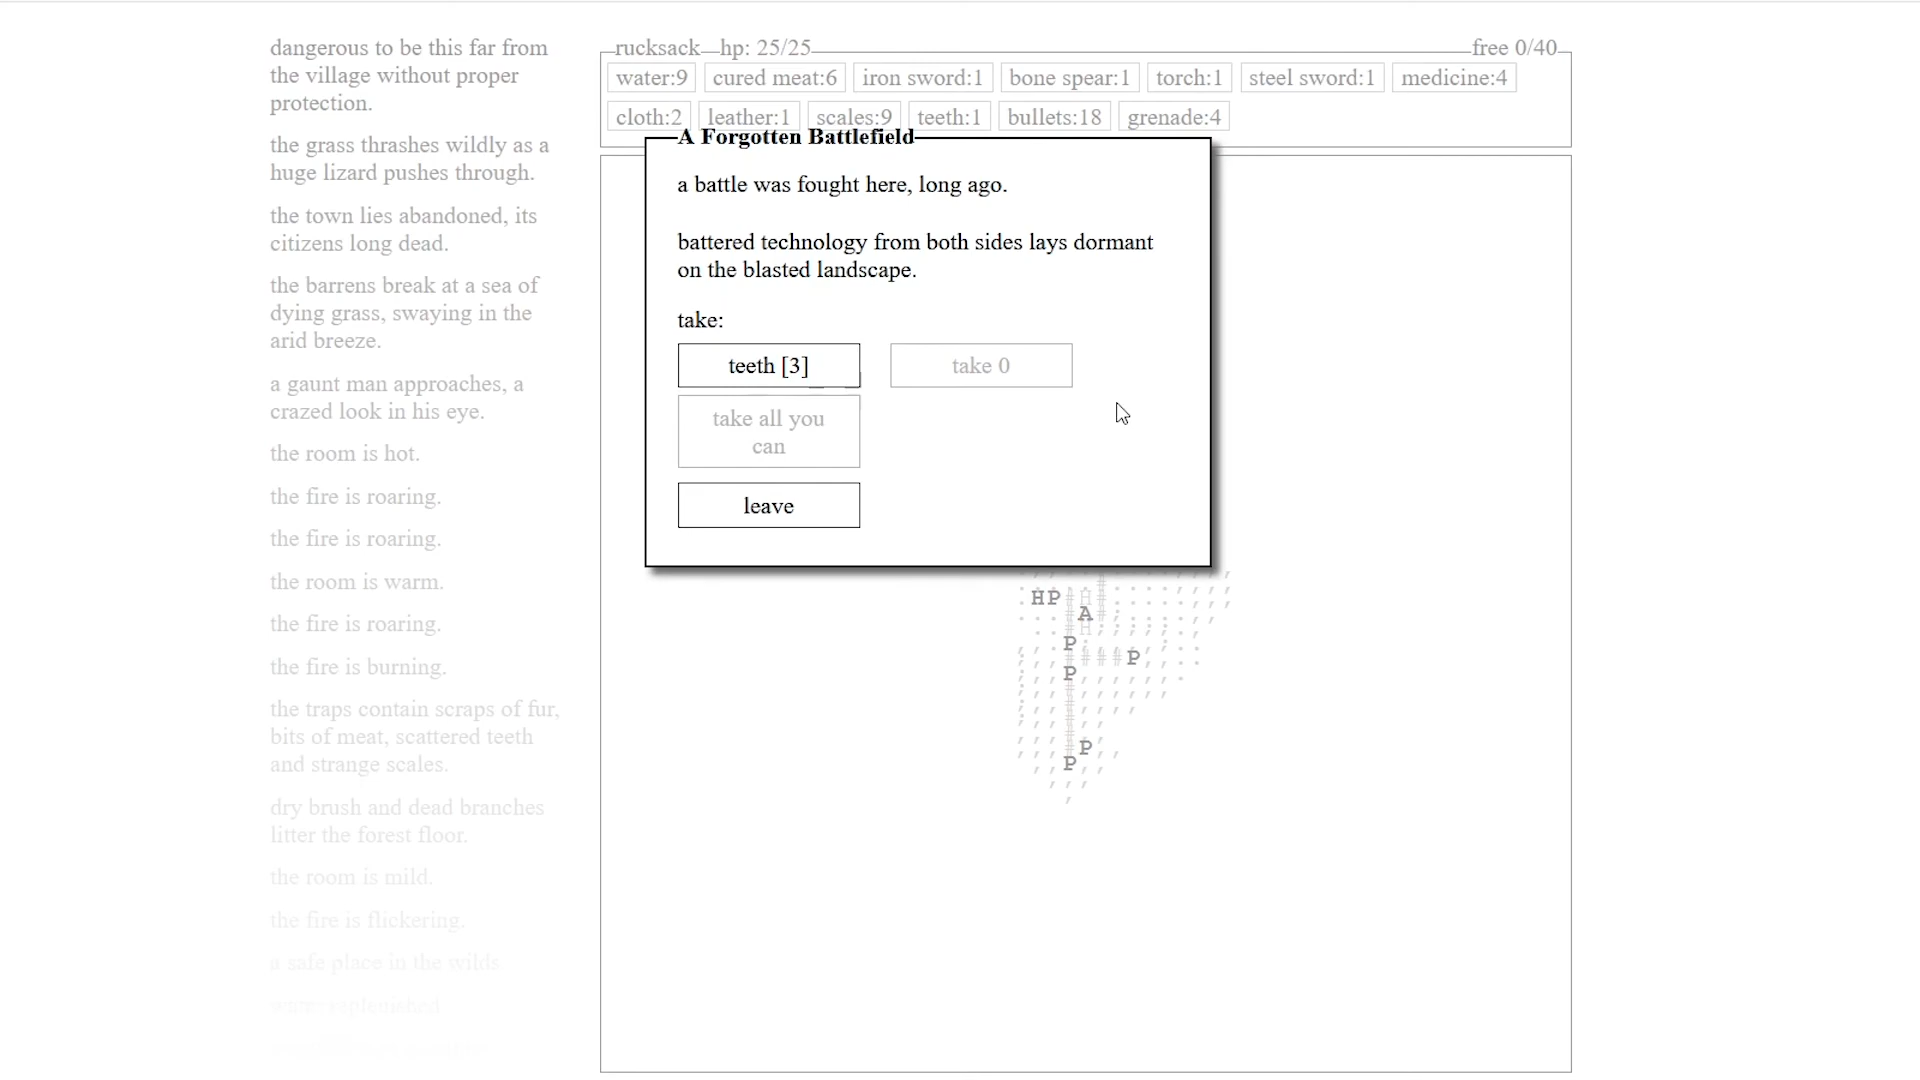 dangerous to be this far from
the village without proper
protection.
the grass thrashes wildly as a
huge lizard pushes through.
the town lies abandoned, its
citizens long dead.
the barrens break at a sea of
dying grass, swaying in the
arid breeze.
a gaunt man approaches, a
crazed look in his eye.
the room is hot.
the fire is roaring.
the fire is roaring.
the room is warm.
the fire is roaring.
the fire is burning.
the traps contain scraps of fur,
bits of meat, scattered teeth
and strange scales.
dry brush and dead branches
litter the forest floor.
the room is mild.
the fire is flickering.
a safe place in the wilds.
water replenished
rucksack hp: 25/25 free 0/40
water:9 cured meat:6 iron sword:1 bone spear:1 torch:1 steel sword:1 medicine:4
cloth:2 leather:1 scales:9 teeth:1 bullets:18 grenade:4
A Forgotten Battlefield
a battle was fought here, long ago.
battered technology from both sides lays dormant
on the blasted landscape.
take:
teeth [3] take 0
take all you
can
leave
HP#H#
#A#
#H
P
####P
P
#P
P